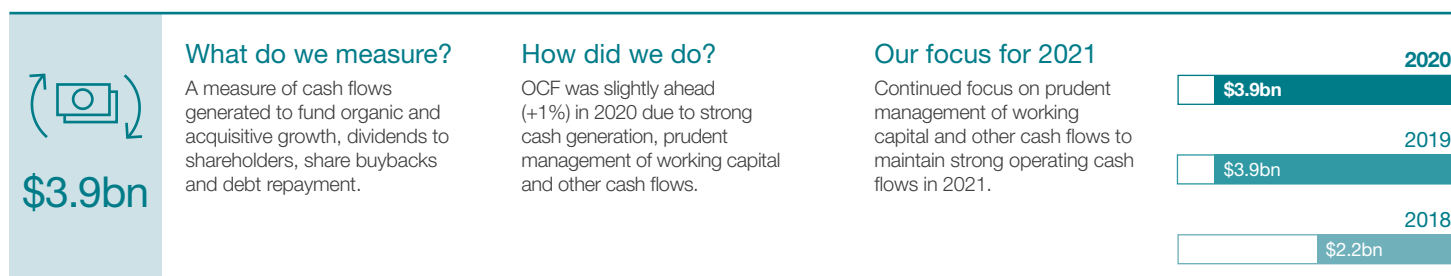 $3.9bn
What do we measure?
A measure of cash flows
generated to fund organic and
acquisitive growth, dividends to
shareholders, share buybacks
and debt repayment.
How did we do?
OCF was slightly ahead
(+1%) in 2020 due to strong
cash generation, prudent
management of working capital
and other cash flows.
Our focus for 2021
Continued focus on prudent
management of working
capital and other cash flows to
maintain strong operating cash
flows in 2021.
2020
$3.9bn
2019
$3.9bn
2018
$2.2bn